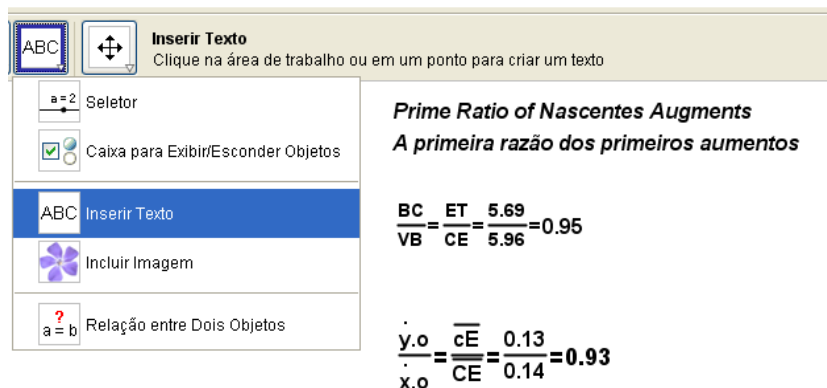 ABC
Inserir Texto
Clique na área de trabalho ou em um ponto para criar um texto
a=2 Seletor
Caixa para Exibir/Esconder Objetos
ABC Inserir Texto
Incluir Imagem
? a=b Relação entre Dois Objetos
Prime Ratio of Nascentes Augments
A primeira razão dos primeiros aumentos
BC/VB=ET/CE=5.69/5.96=0.95
ẏ.o/ẋ.o=c̅E̅/C̅E̅=0.13/0.14=0.93